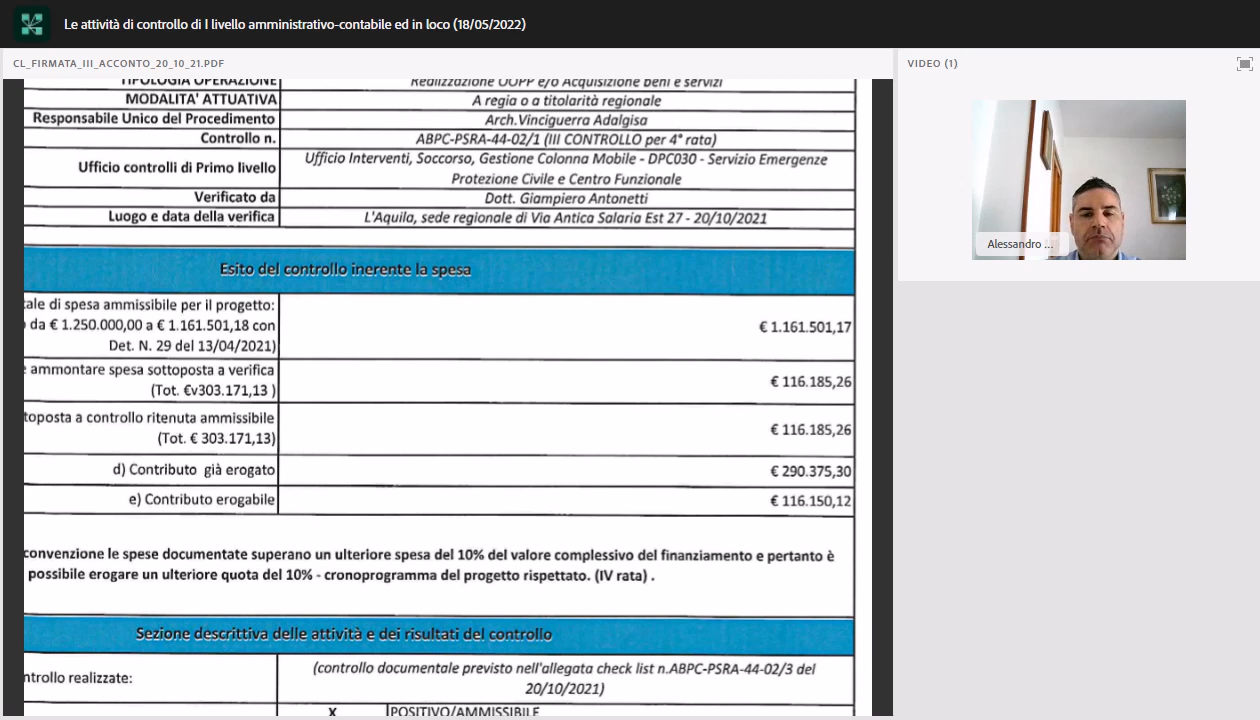 Le attività di controllo di I livello amministrativo-contabile ed in loco (18/05/2022)
CL_FIRMATA_III_ACCONTO_20_10_21.PDF
VIDEO (1)
TIPOLOGIA OPERAZIONE Realizzazione OOPP e/o Acquisizione beni e servizi
MODALITA' ATTUATIVA A regia o a titolarità regionale
Responsabile Unico del Procedimento Arch.Vinciguerra Adalgisa
Controllo n. ABPC-PSRA-44-02/1 (III CONTROLLO per 4° rata)
Ufficio controlli di Primo livello Ufficio Interventi, Soccorso, Gestione Colonna Mobile - DPC030 - Servizio Emergenze
Protezione Civile e Centro Funzionale
Verificato da Dott. Giampiero Antonetti
Luogo e data della verifica L'Aquila, sede regionale di Via Antica Salaria Est 27 - 20/10/2021
Esito del controllo inerente la spesa
ale di spesa ammissibile per il progetto:
da € 1.250.000,00 a € 1.161.501,18 con € 1.161.501,17
Det. N. 29 del 13/04/2021)
ammontare spesa sottoposta a verifica
(Tot. €v303.171,13 ) € 116.185,26
toposta a controllo ritenuta ammissibile
(Tot. € 303.171,13) € 116.185,26
d) Contributo già erogato € 290.375,30
e) Contributo erogabile € 116.150,12
convenzione le spese documentate superano un ulteriore spesa del 10% del valore complessivo del finanziamento e pertanto è
possibile erogare un ulteriore quota del 10% - cronoprogramma del progetto rispettato. (IV rata) .
Sezione descrittiva delle attività e dei risultati del controllo
ntrollo realizzate: (controllo documentale previsto nell'allegata check list n.ABPC-PSRA-44-02/3 del
20/10/2021)
X POSITIVO/AMMISSIBILE
Alessandro ...